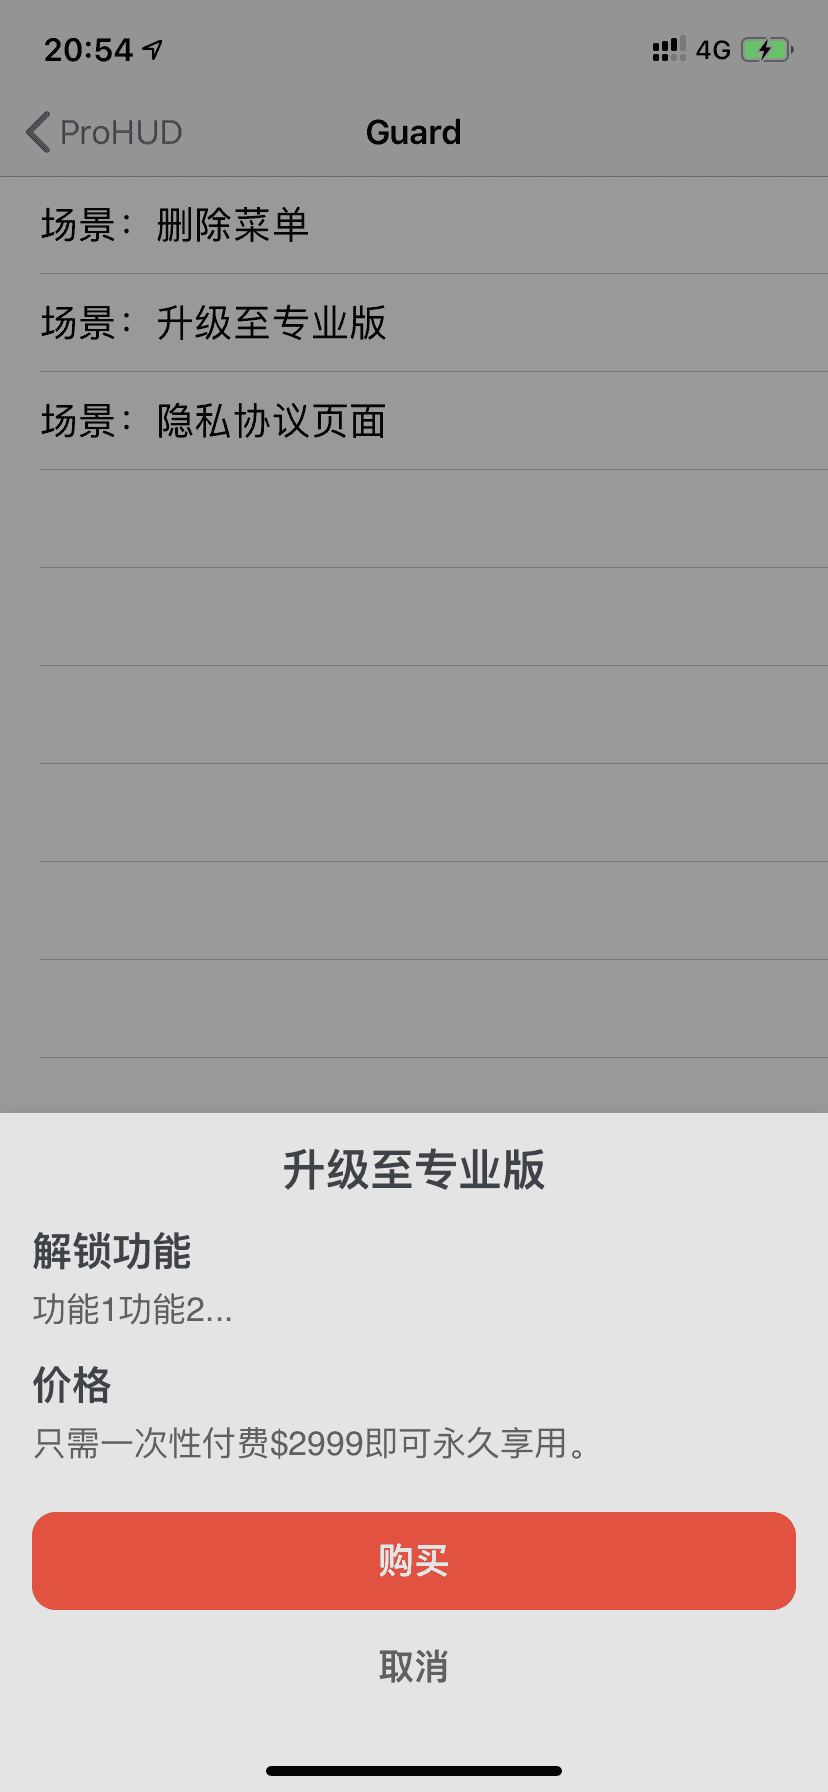 20:54
4G
ProHUD
Guard
场景：删除菜单
场景：升级至专业版
场景：隐私协议页面
升级至专业版
解锁功能
功能1功能2...
价格
只需一次性付费$2999即可永久享用。
购买
取消